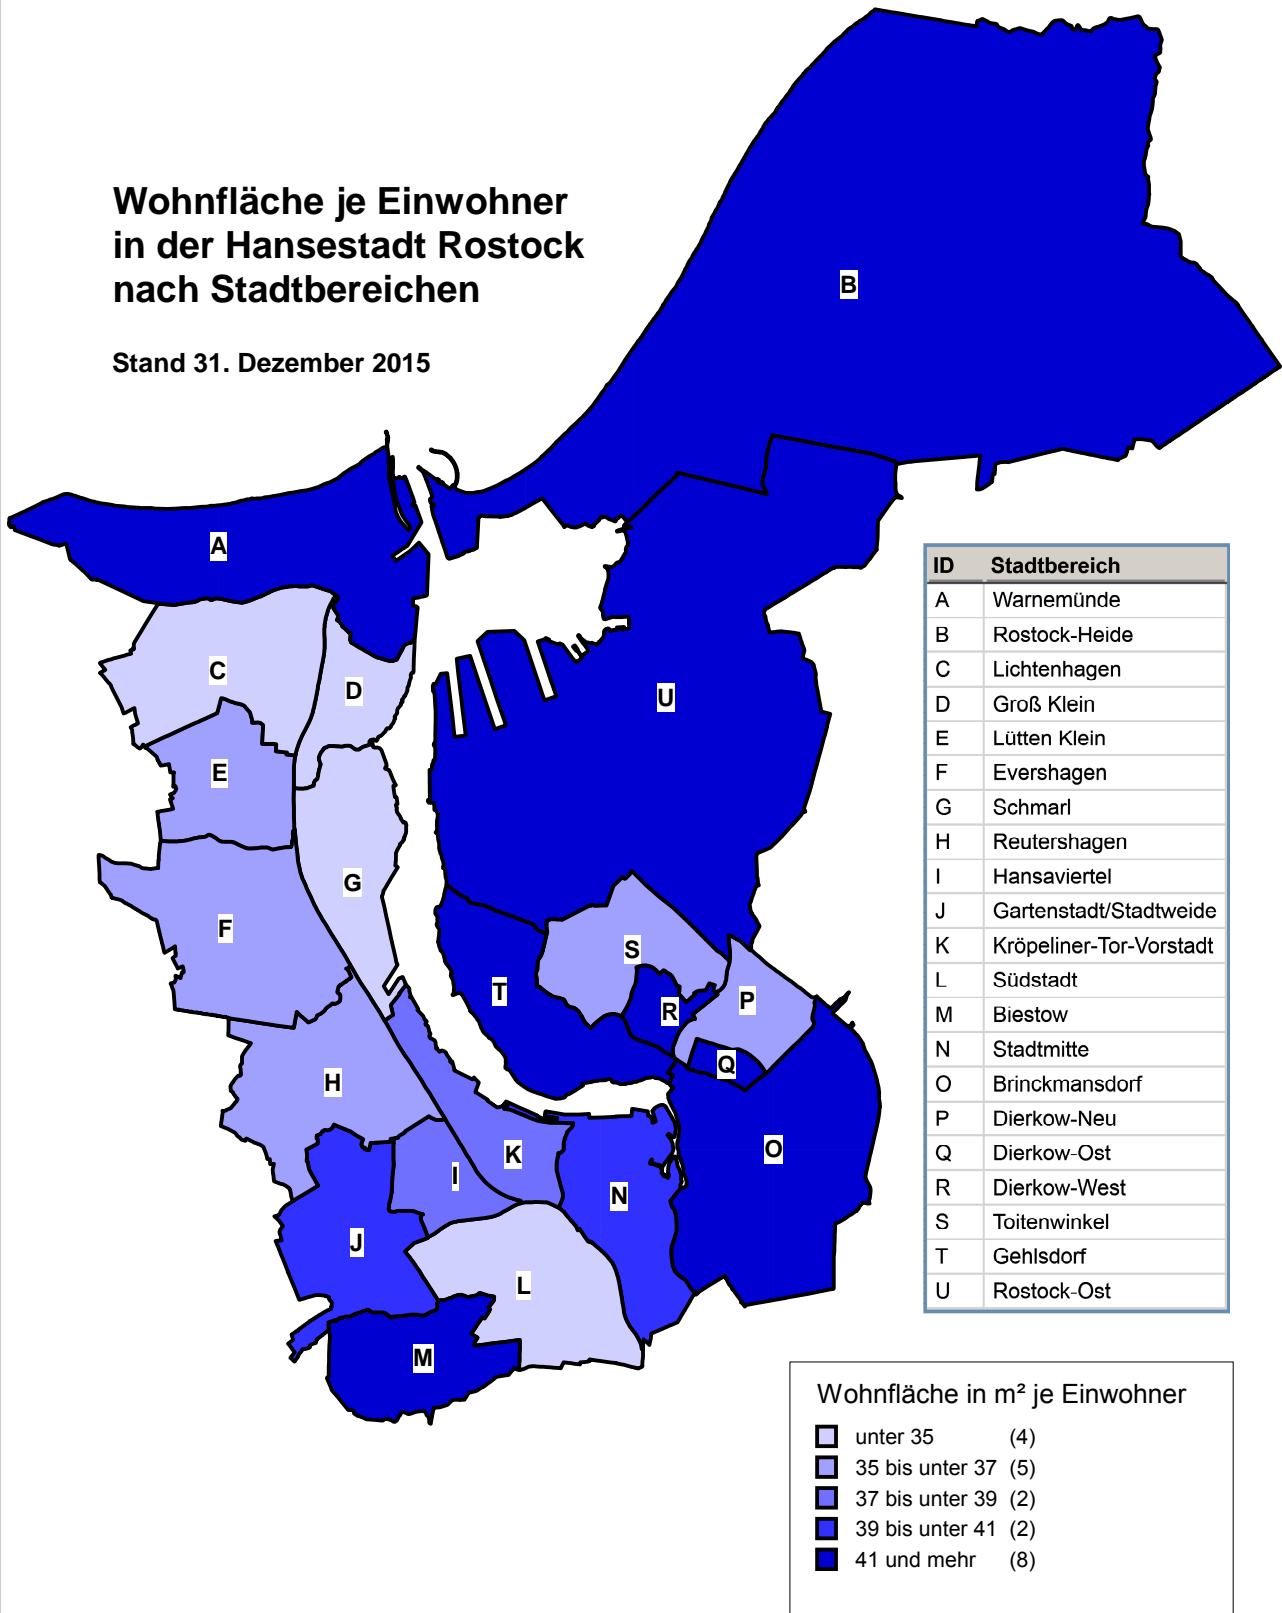 Wohnfläche je Einwohner
in der Hansestadt Rostock
nach Stadtbereichen
Stand 31. Dezember 2015
B
A
C
D
U
E
G
F
S
T
R
P
Q
H
K
I
O
N
J
L
M
ID Stadtbereich
A Warnemünde
B Rostock-Heide
C Lichtenhagen
D Groß Klein
E Lütten Klein
F Evershagen
G Schmarl
H Reutershagen
I Hansaviertel
J Gartenstadt/Stadtweide
K Kröpeliner-Tor-Vorstadt
L Südstadt
M Biestow
N Stadtmitte
O Brinckmansdorf
P Dierkow-Neu
Q Dierkow-Ost
R Dierkow-West
S Toitenwinkel
T Gehlsdorf
U Rostock-Ost
Wohnfläche in m² je Einwohner
unter 35 (4)
35 bis unter 37 (5)
37 bis unter 39 (2)
39 bis unter 41 (2)
41 und mehr (8)